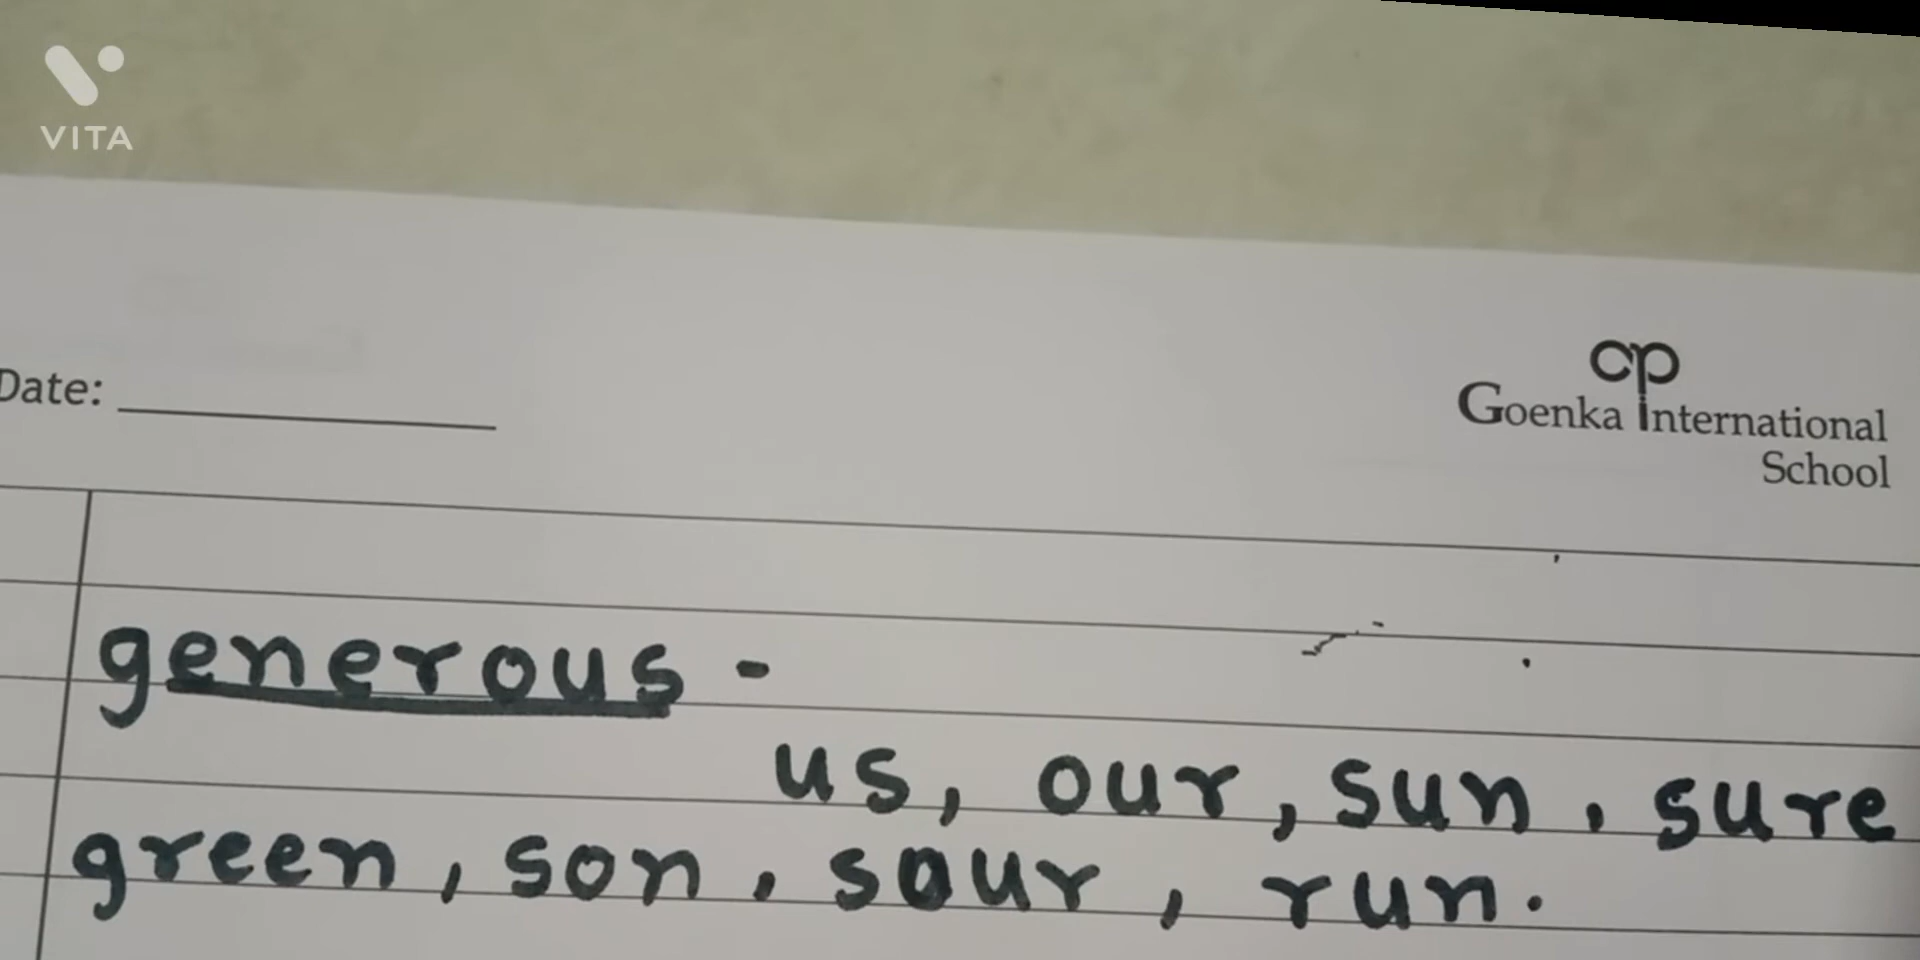 VITA
Date:
Goenka International
School
generous -
us, our, sun, sure
green, son, sour, run.